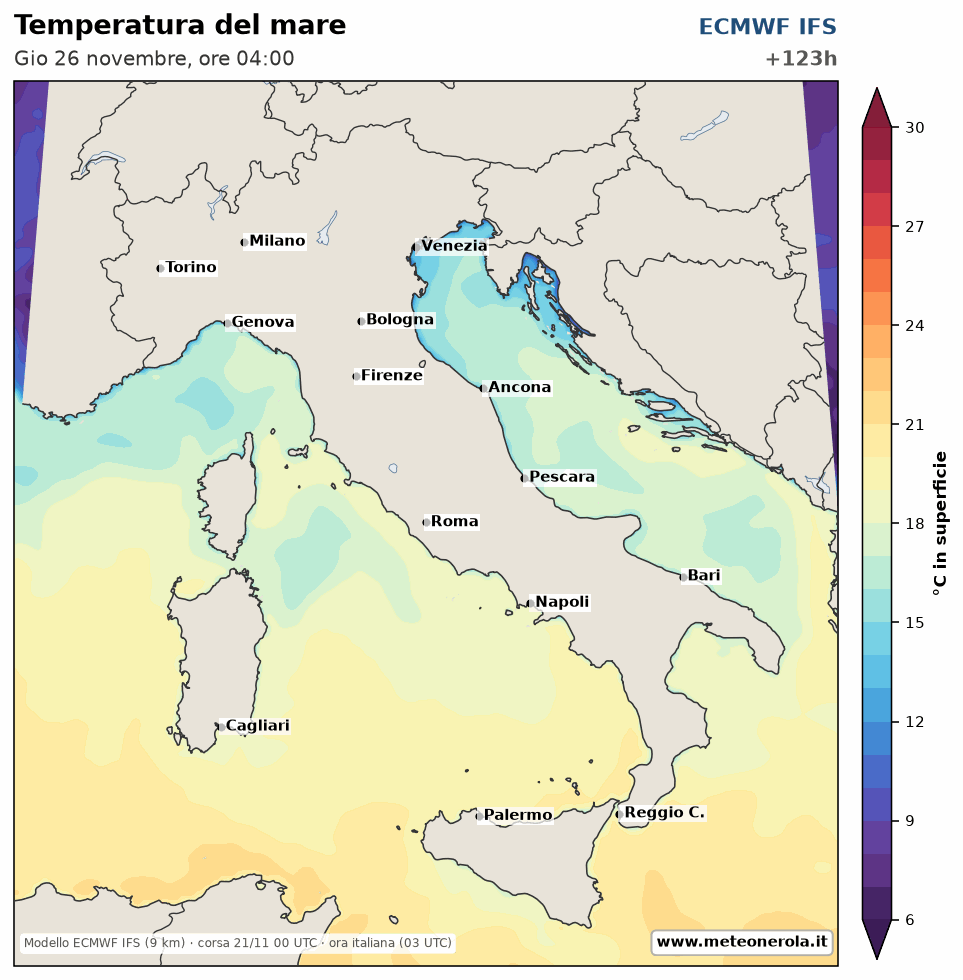 Temperatura del mare
ECMWF IFS
Gio 26 novembre, ore 04:00
+123h
Milano
Venezia
Torino
Genova
Bologna
Firenze
Ancona
Pescara
Roma
Bari
Napoli
Cagliari
Palermo
Reggio C.
30
27
24
21
18
15
12
9
6
°C in superficie
Modello ECMWF IFS (9 km) · corsa 21/11 00 UTC · ora italiana (03 UTC)
www.meteonerola.it